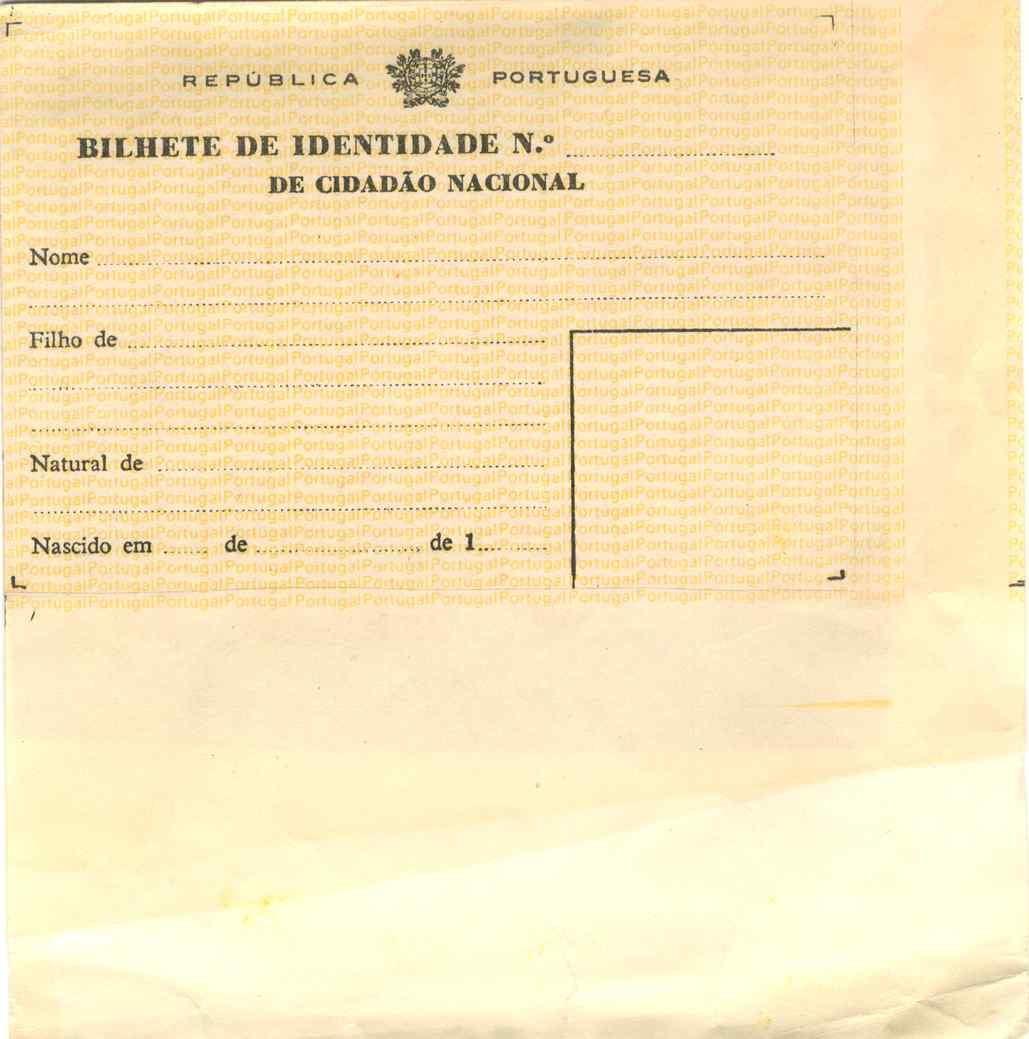 REPÚBLICA PORTUGUESA
BILHETE DE IDENTIDADE N.º
DE CIDADÃO NACIONAL
Nome
Filho de
Natural de
Nascido em de de 1